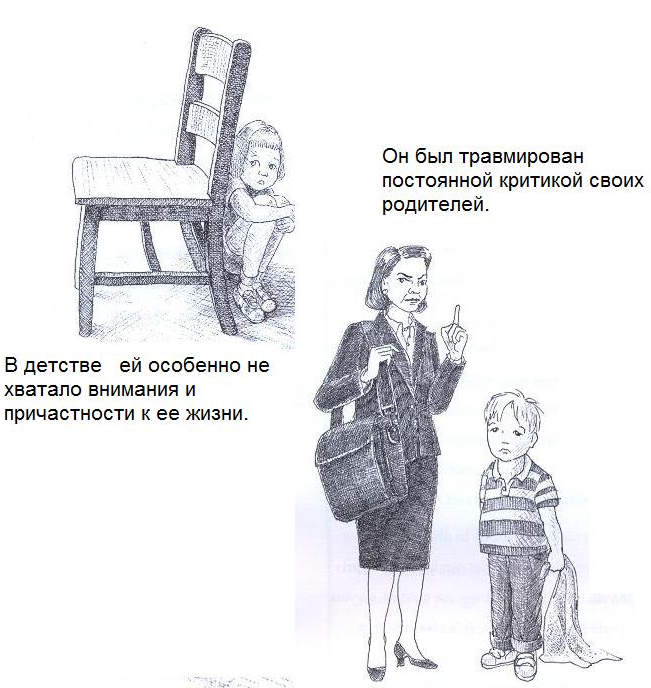 Он был травмирован
постоянной критикой своих
родителей.
В детстве   ей особенно не
хватало внимания и
причастности к ее жизни.